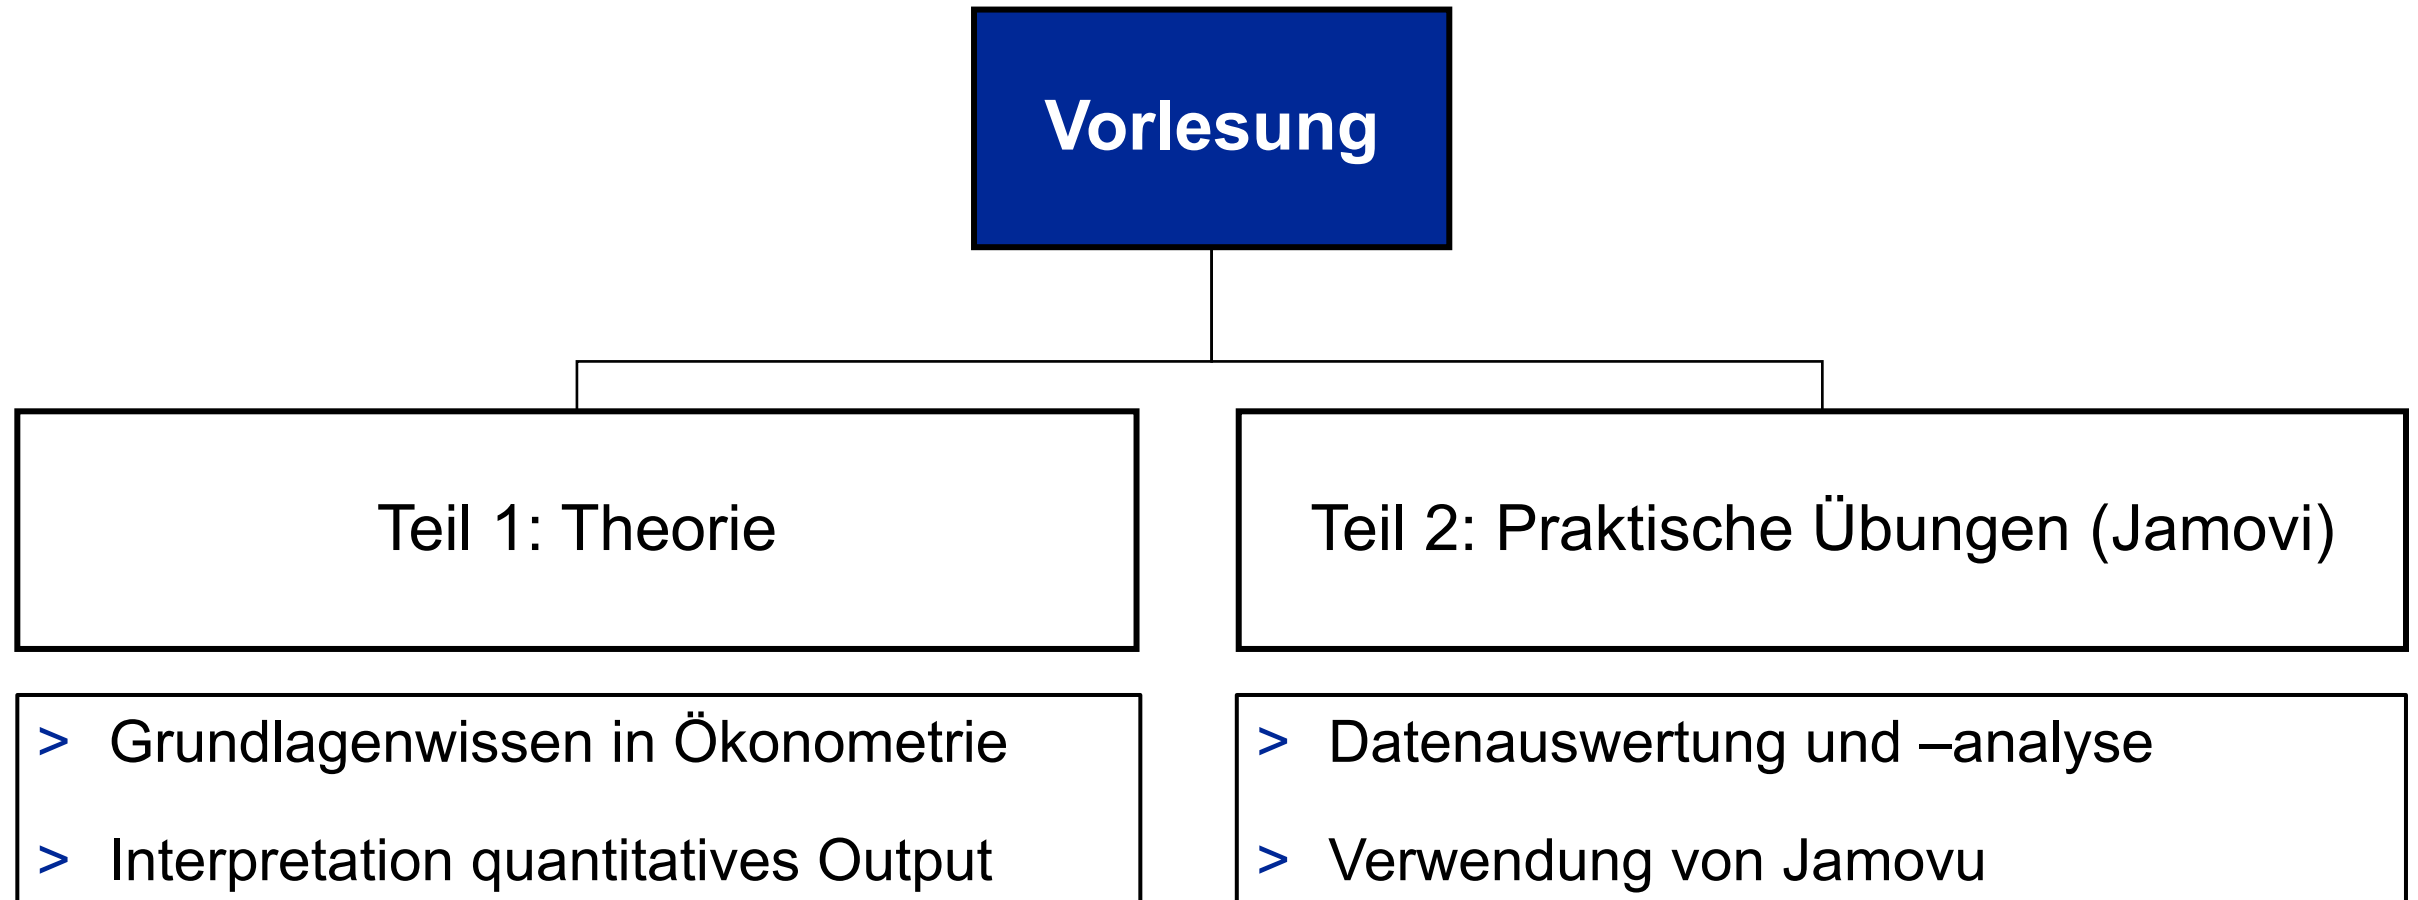 Vorlesung
Teil 1: Theorie
> Grundlagenwissen in Ökonometrie
> Interpretation quantitatives Output
Teil 2: Praktische Übungen (Jamovi)
> Datenauswertung und –analyse
> Verwendung von Jamovu